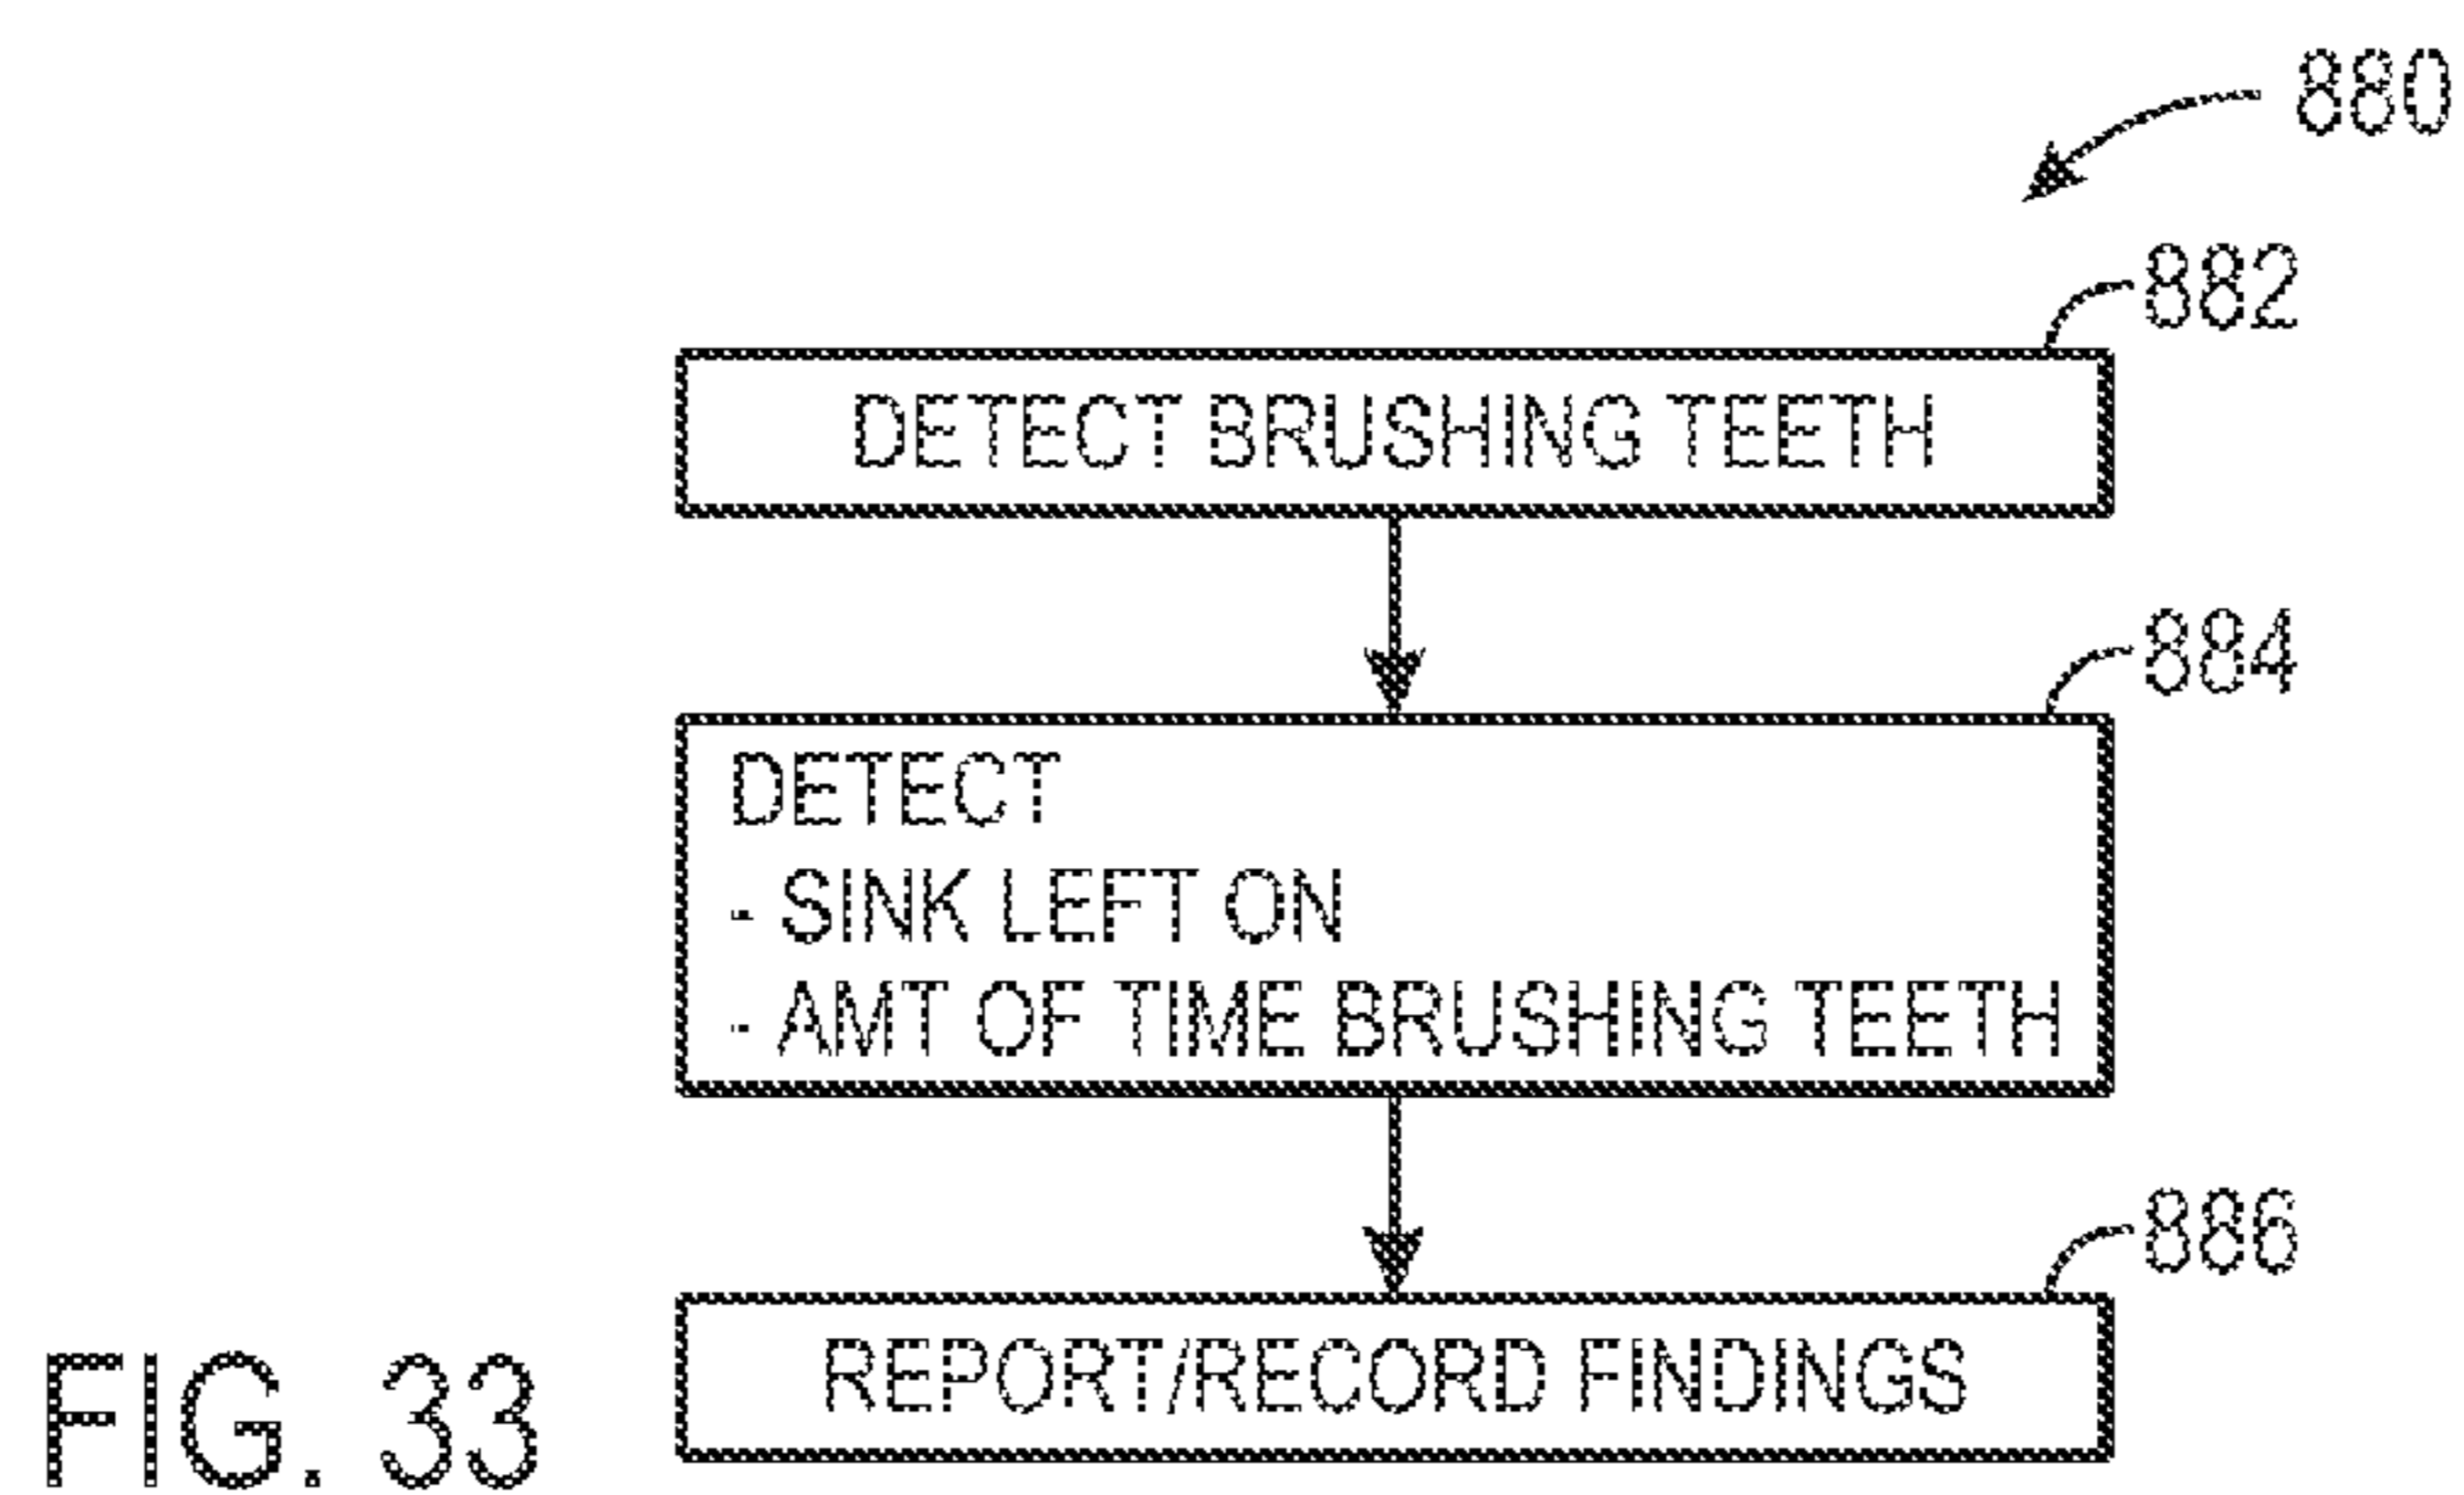 880
882
DETECT BRUSHING TEETH
884
DETECT
- SINK LEFT ON
- AMT OF TIME BRUSHING TEETH
886
REPORT/RECORD FINDINGS
FIG. 33